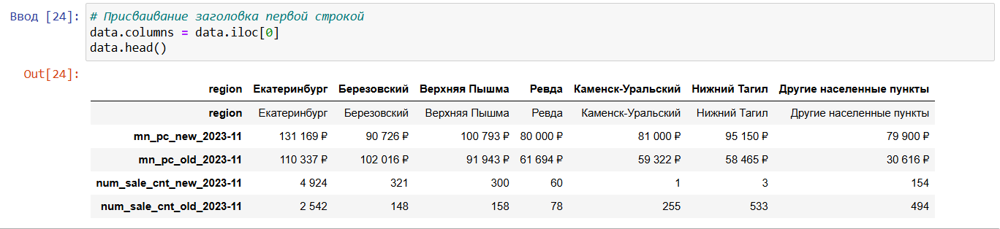 Ввод [24]: # Присваивание заголовка первой строкой
data.columns = data.iloc[0]
data.head()
Out[24]:
region Екатеринбург Березовский Верхняя Пышма Ревда Каменск-Уральский Нижний Тагил Другие населенные пункты
region Екатеринбург Березовский Верхняя Пышма Ревда Каменск-Уральский Нижний Тагил Другие населенные пункты
mn_pc_new_2023-11 131 169 ₽ 90 726 ₽ 100 793 ₽ 80 000 ₽ 81 000 ₽ 95 150 ₽ 79 900 ₽
mn_pc_old_2023-11 110 337 ₽ 102 016 ₽ 91 943 ₽ 61 694 ₽ 59 322 ₽ 58 465 ₽ 30 616 ₽
num_sale_cnt_new_2023-11 4 924 321 300 60 1 3 154
num_sale_cnt_old_2023-11 2 542 148 158 78 255 533 494